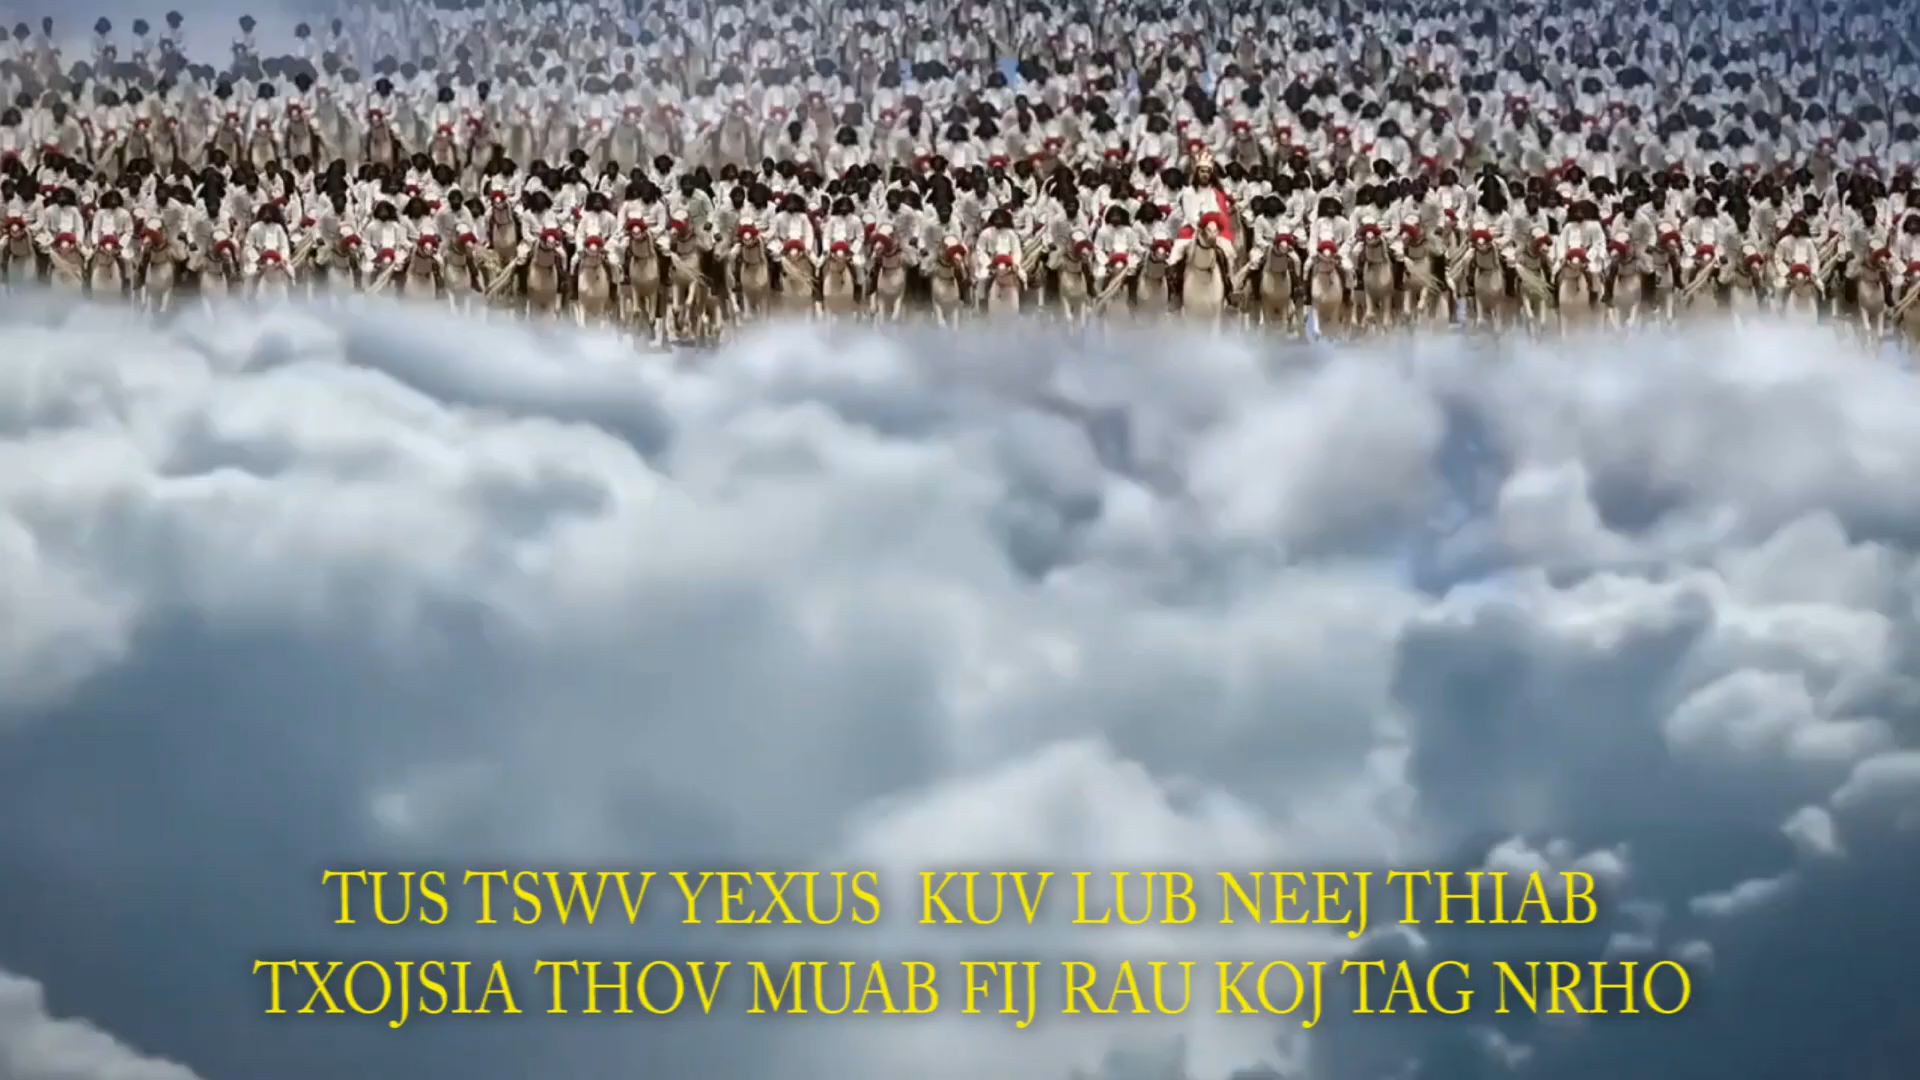 TUS TSWV YEXUS  KUV LUB NEEJ THIAB
TXOJSIA THOV MUAB FIJ RAU KOJ TAG NRHO